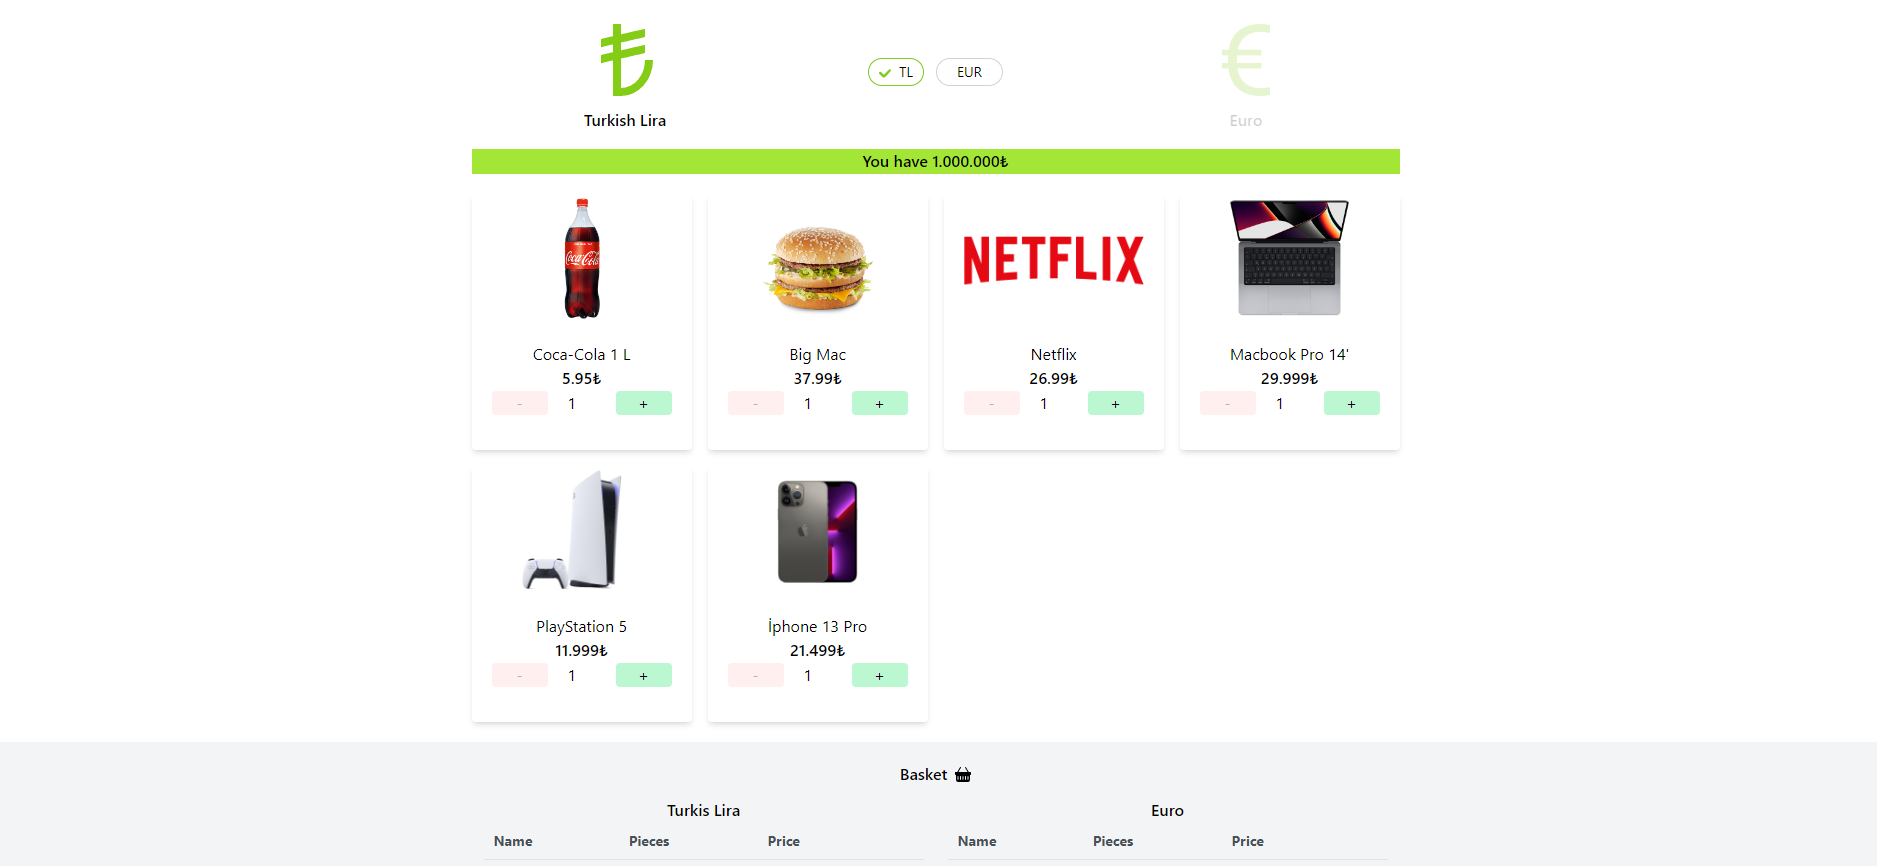 ₺
€
TL
EUR
Turkish Lira
Euro
You have 1.000.000₺
Coca-Cola
NETFLIX
Coca-Cola 1 L
Big Mac
Netflix
Macbook Pro 14'
5.95₺
37.99₺
26.99₺
29.999₺
- 1 +
- 1 +
- 1 +
- 1 +
PlayStation 5
İphone 13 Pro
11.999₺
21.499₺
- 1 +
- 1 +
Basket
Turkis Lira
Euro
Name Pieces Price
Name Pieces Price